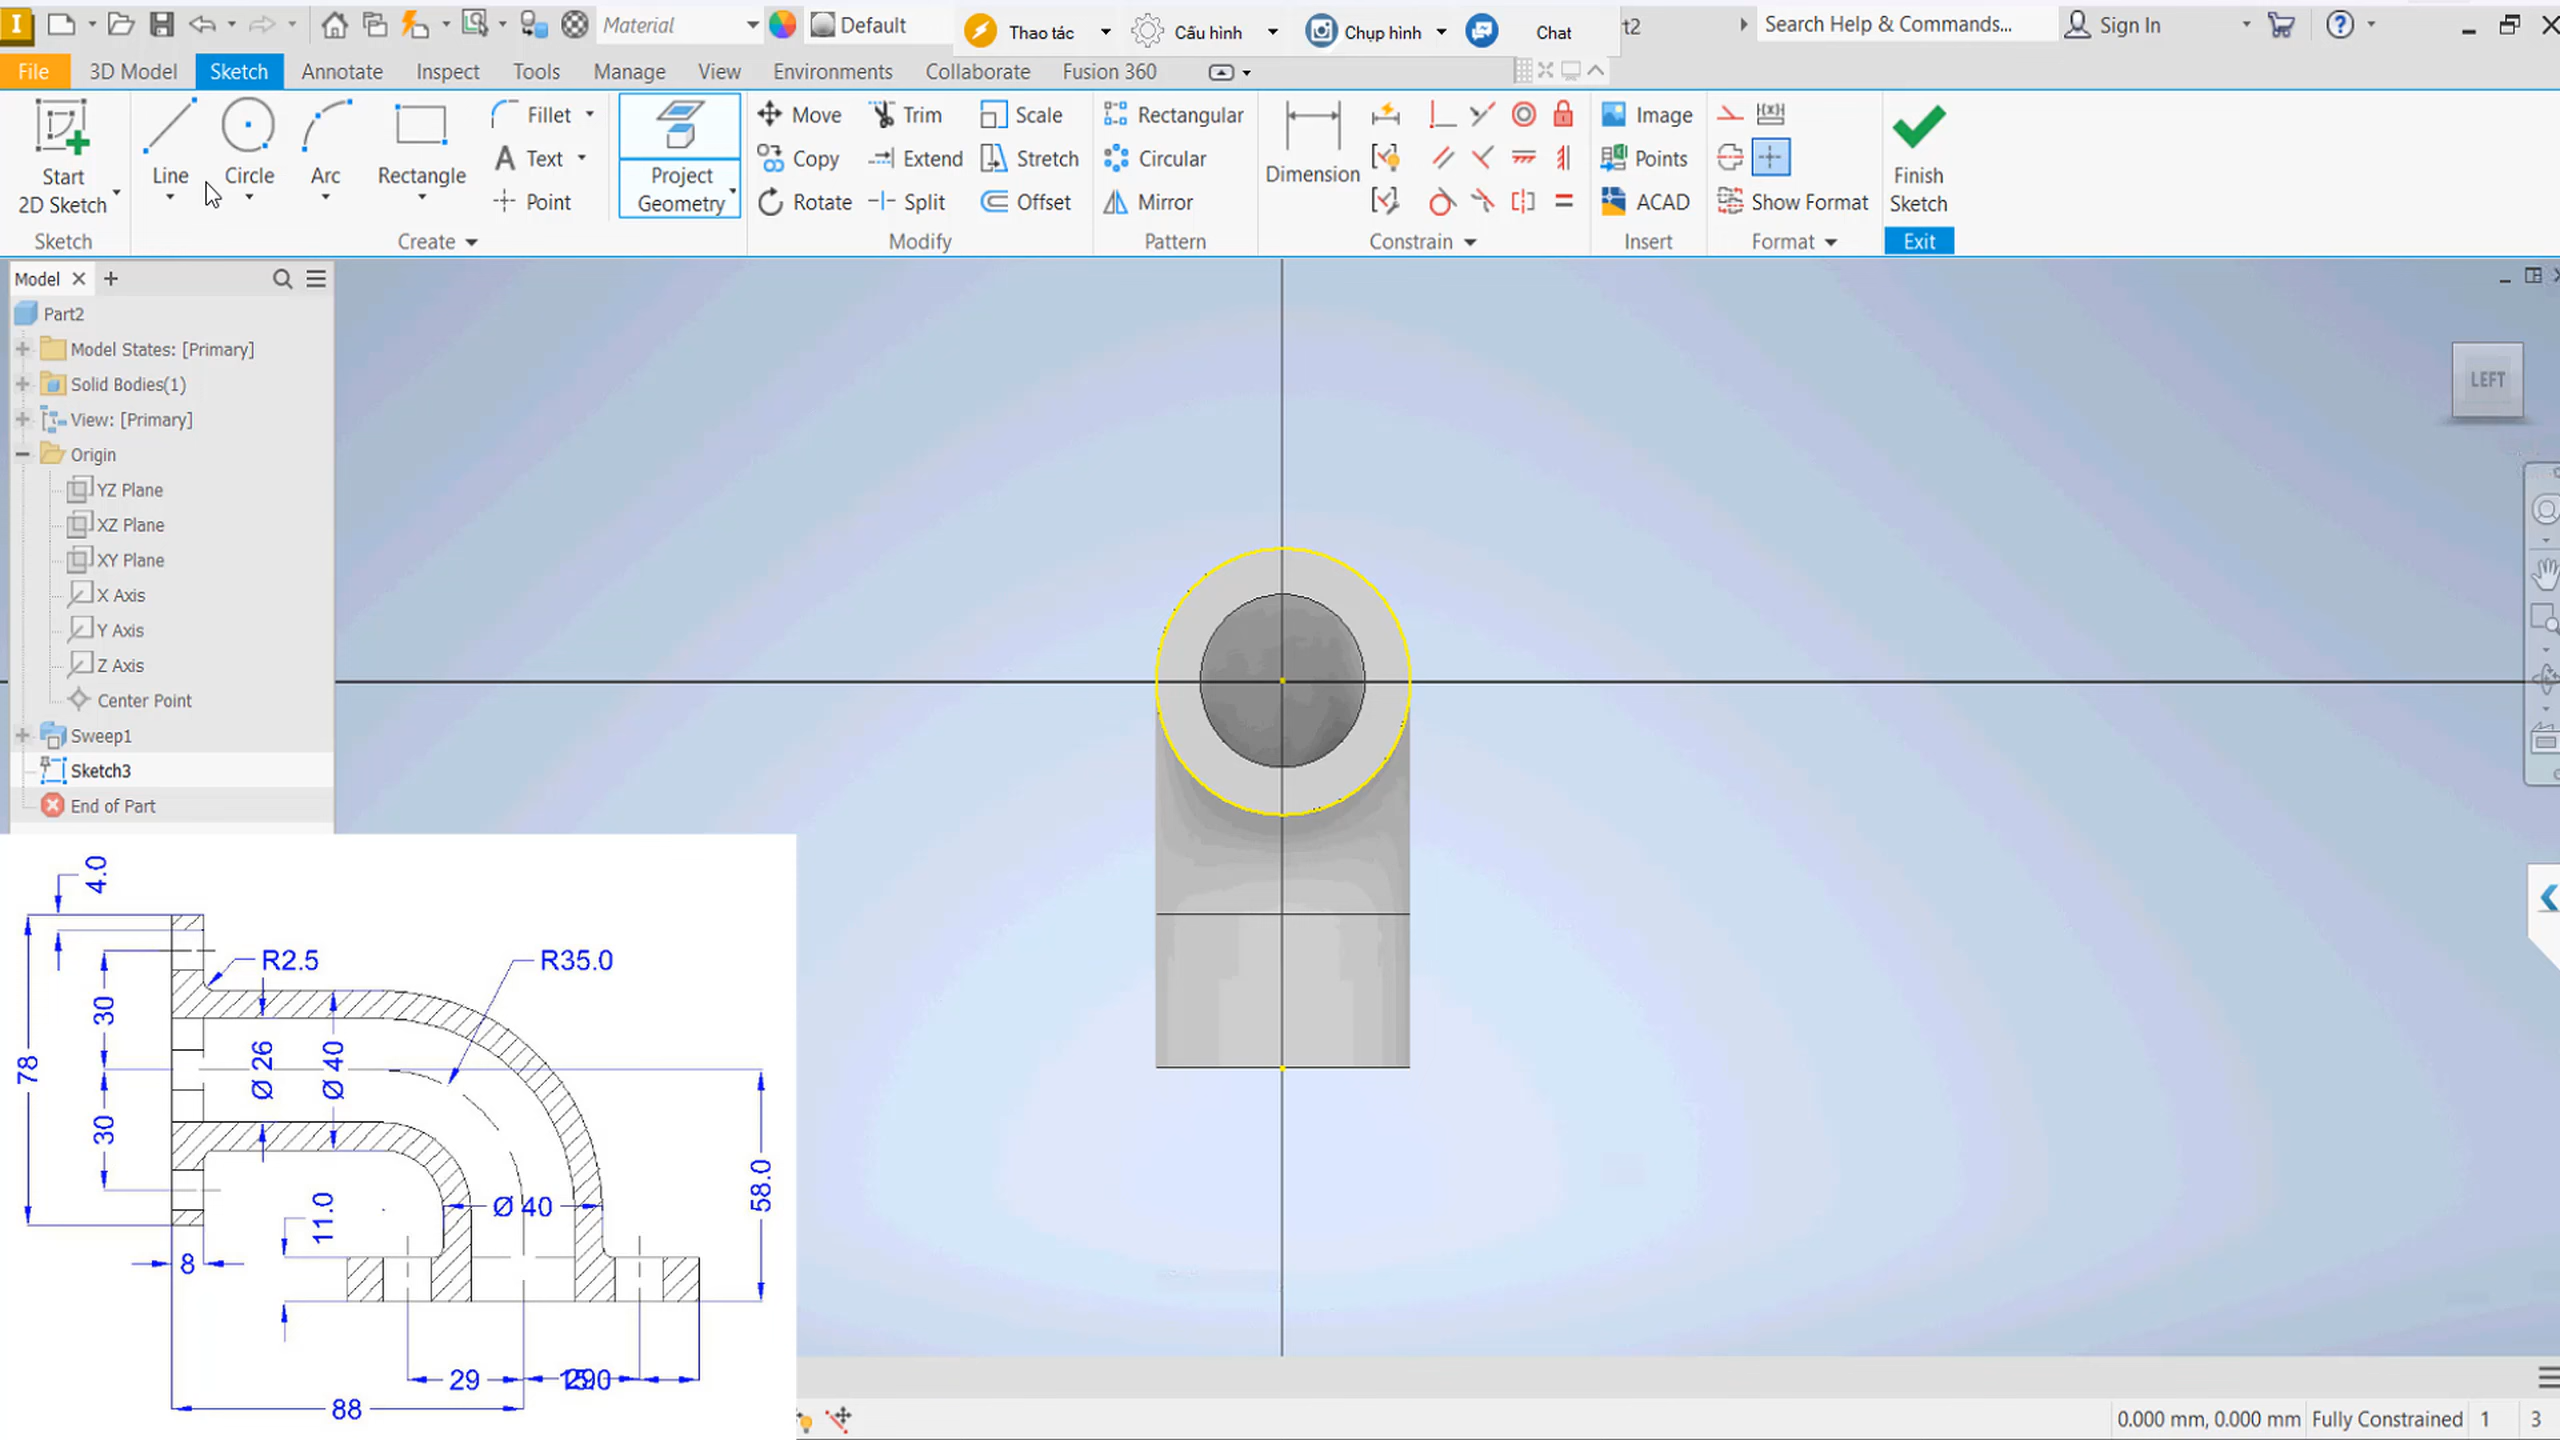 I Material Default Thao tác Cấu hình Chụp hình Chat t2 Search Help & Commands... Sign In
File 3D Model Sketch Annotate Inspect Tools Manage View Environments Collaborate Fusion 360
Start 2D Sketch
Line Circle Arc Rectangle
Fillet
Text
Point
Project Geometry
Move Trim Scale
Copy Extend Stretch
Rotate Split Offset
Rectangular
Circular
Mirror
Dimension
Image
Points
ACAD
Show Format
Finish Sketch
Sketch Create Modify Pattern Constrain Insert Format Exit
Model
Part2
Model States: [Primary]
Solid Bodies(1)
View: [Primary]
Origin
YZ Plane
XZ Plane
XY Plane
X Axis
Y Axis
Z Axis
Center Point
Sweep1
Sketch3
End of Part
LEFT
4.0
R2.5
R35.0
30
78
Ø 26
Ø 40
30
58.0
11.0
Ø 40
8
29
88
0.000 mm, 0.000 mm Fully Constrained 1 3